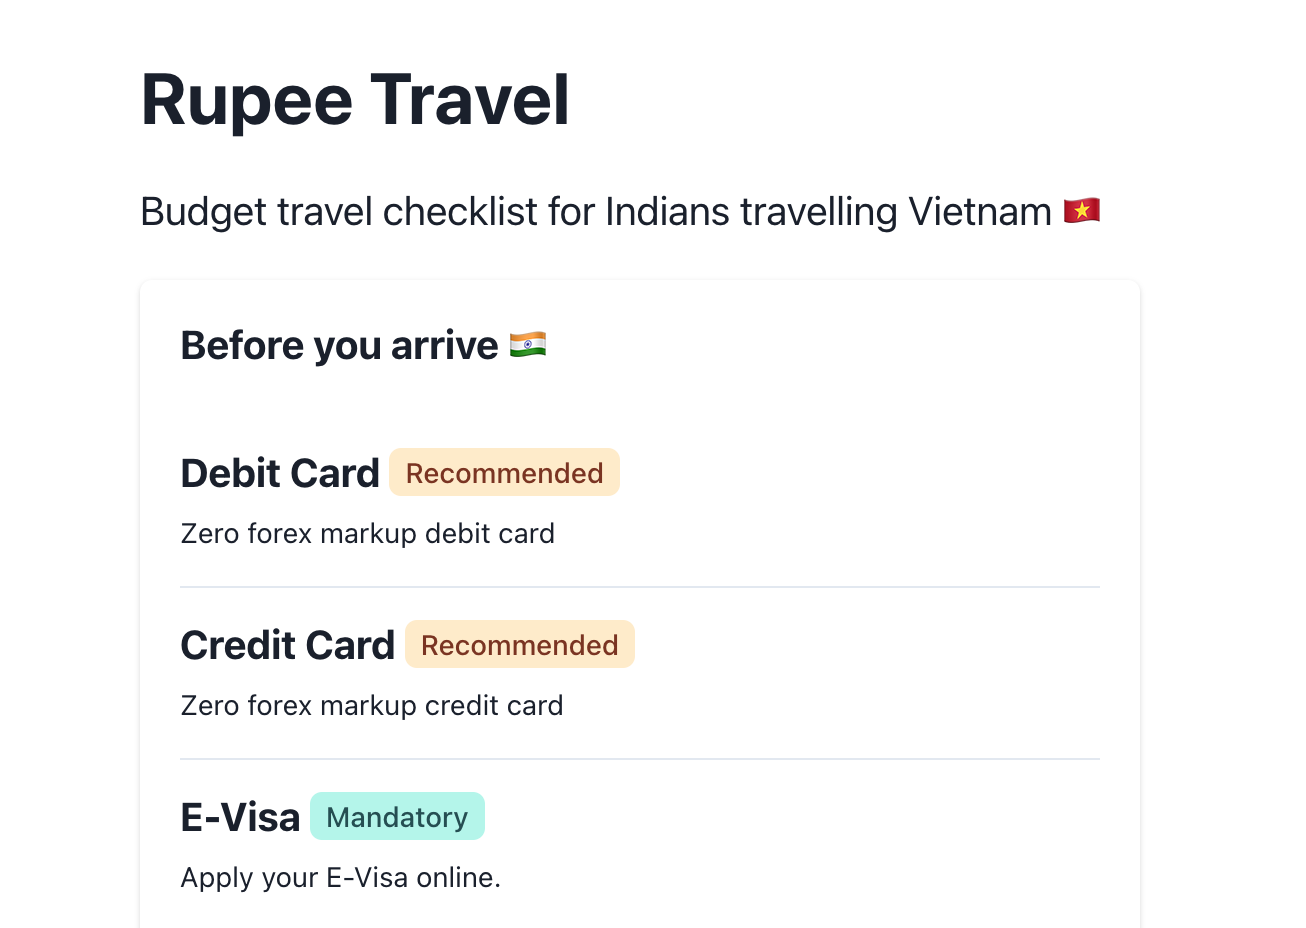 Rupee Travel
Budget travel checklist for Indians travelling Vietnam 🇻🇳
Before you arrive 🇮🇳
Debit Card Recommended
Zero forex markup debit card
Credit Card Recommended
Zero forex markup credit card
E-Visa Mandatory
Apply your E-Visa online.